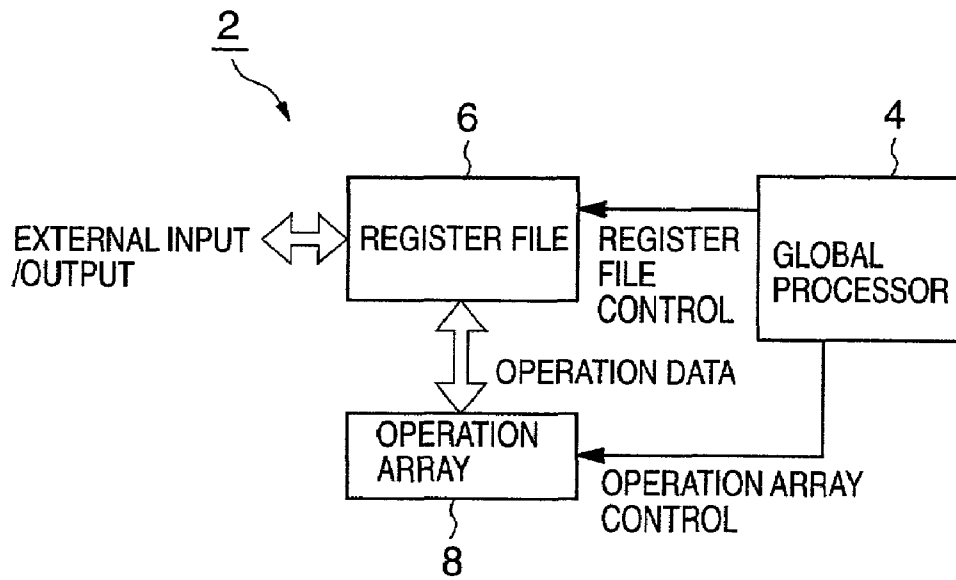 2
6
4
EXTERNAL INPUT
/OUTPUT
REGISTER FILE
REGISTER
FILE
CONTROL
GLOBAL
PROCESSOR
OPERATION DATA
OPERATION
ARRAY
OPERATION ARRAY
CONTROL
8